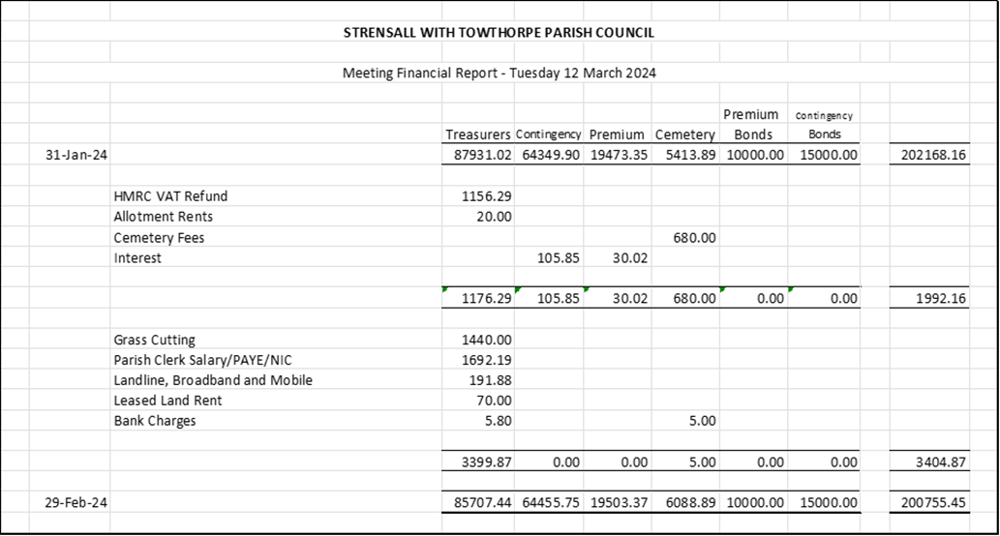 STRENSALL WITH TOWTHORPE PARISH COUNCIL
Meeting Financial Report - Tuesday 12 March 2024
Premium Contingency
Treasurers Contingency Premium Cemetery Bonds Bonds
31-Jan-24 87931.02 64349.90 19473.35 5413.89 10000.00 15000.00 202168.16
HMRC VAT Refund 1156.29
Allotment Rents 20.00
Cemetery Fees 680.00
Interest 105.85 30.02
1176.29 105.85 30.02 680.00 0.00 0.00 1992.16
Grass Cutting 1440.00
Parish Clerk Salary/PAYE/NIC 1692.19
Landline, Broadband and Mobile 191.88
Leased Land Rent 70.00
Bank Charges 5.80 5.00
3399.87 0.00 0.00 5.00 0.00 0.00 3404.87
29-Feb-24 85707.44 64455.75 19503.37 6088.89 10000.00 15000.00 200755.45